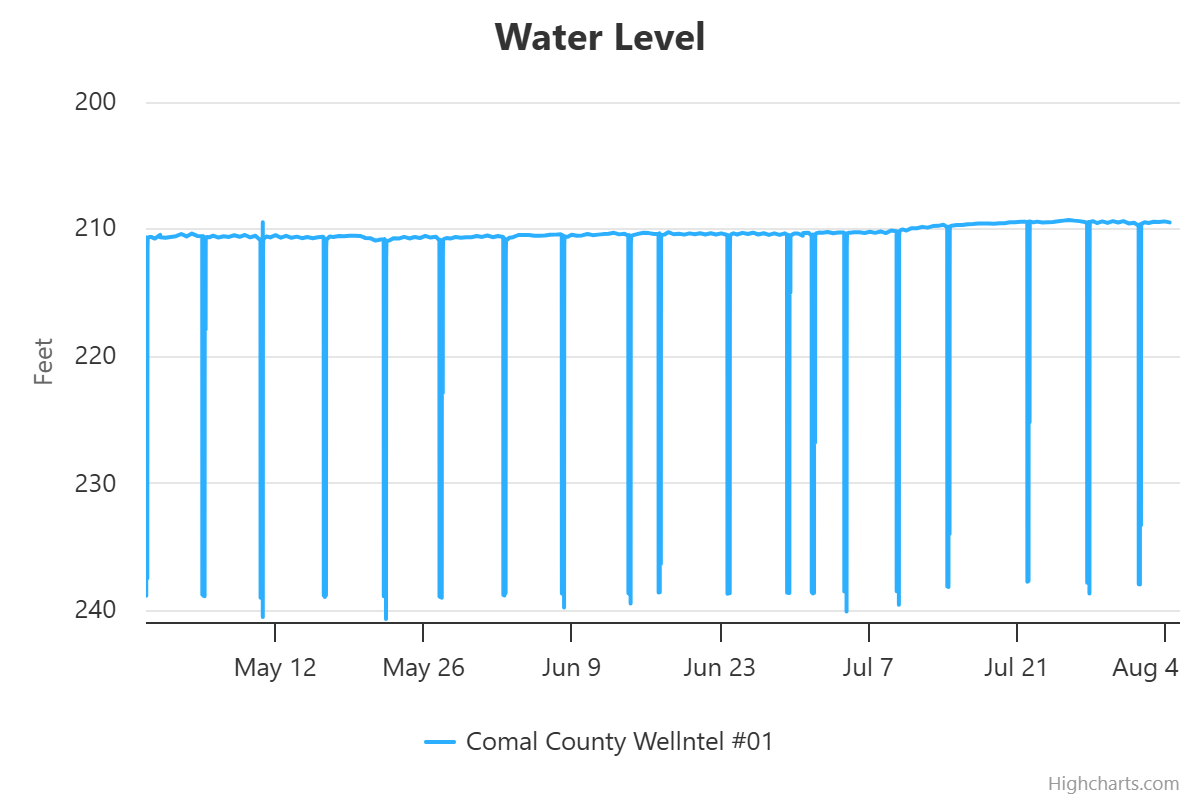 Water Level
200
210
220
230
240
Feet
May 12
May 26
Jun 9
Jun 23
Jul 7
Jul 21
Aug 4
Comal County Wellntel #01
Highcharts.com